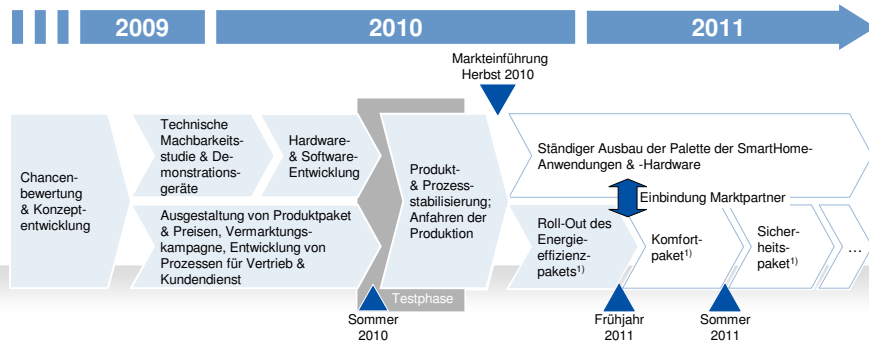 2009
2010
2011
Markteinführung
Herbst 2010
Chancen-
bewertung
& Konzept-
entwicklung
Technische
Machbarkeits-
studie & De-
monstrations-
geräte
Hardware-
& Software-
Entwicklung
Ausgestaltung von Produktpaket
& Preisen, Vermarktungs-
kampagne, Entwicklung von
Prozessen für Vertrieb &
Kundendienst
Produkt-
& Prozess-
stabilisierung;
Anfahren der
Produktion
Testphase
Ständiger Ausbau der Palette der SmartHome-
Anwendungen & -Hardware
Einbindung Marktpartner
Roll-Out des
Energie-
effizienz-
pakets1)
Komfort-
paket1)
Sicher-
heits-
paket1)
...
Sommer
2010
Frühjahr
2011
Sommer
2011